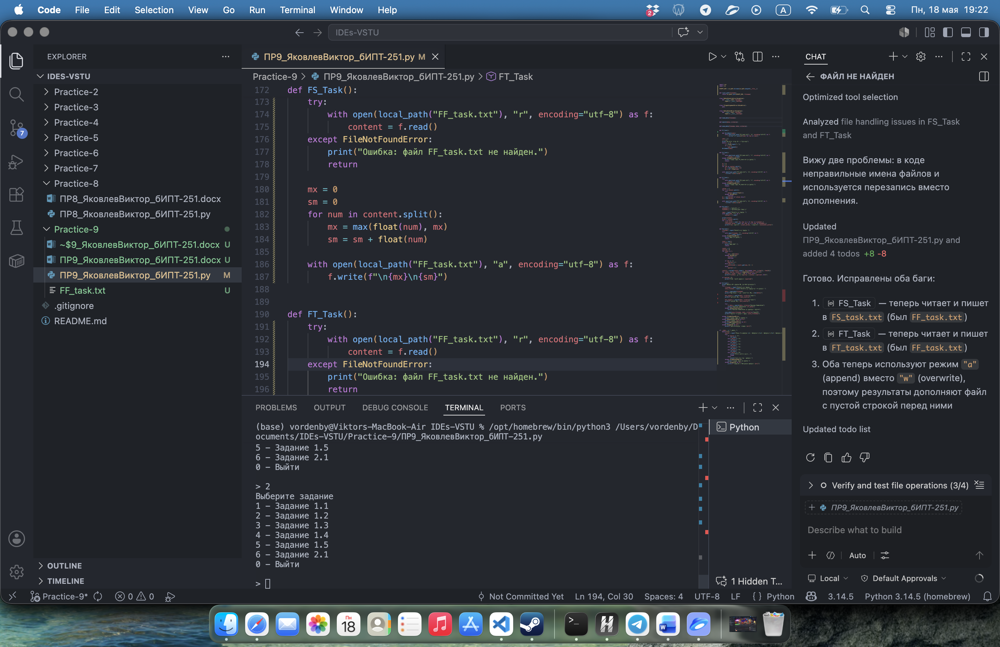 Code File Edit Selection View Go Run Terminal Window Help
2 A Пн, 18 мая 19:22
IDEs-VSTU
EXPLORER
IDES-VSTU
Practice-2
Practice-3
Practice-4
Practice-5
Practice-6
Practice-7
Practice-8
ПР8_ЯковлевВиктор_бИПТ-251.docx
ПР8_ЯковлевВиктор_бИПТ-251.py
Practice-9
~$9_ЯковлевВиктор_бИПТ-251.docx U
ПР9_ЯковлевВиктор_бИПТ-251.docx U
ПР9_ЯковлевВиктор_бИПТ-251.py M
FF_task.txt U
.gitignore
README.md
OUTLINE
TIMELINE
7
ПР9_ЯковлевВиктор_бИПТ-251.py M
Practice-9 > ПР9_ЯковлевВиктор_бИПТ-251.py > FT_Task
172 def FS_Task():
173 try:
174 with open(local_path("FF_task.txt"), "r", encoding="utf-8") as f:
175 content = f.read()
176 except FileNotFoundError:
177 print("Ошибка: файл FF_task.txt не найден.")
178 return
179
180 mx = 0
181 sm = 0
182 for num in content.split():
183 mx = max(float(num), mx)
184 sm = sm + float(num)
185
186 with open(local_path("FF_task.txt"), "a", encoding="utf-8") as f:
187 f.write(f"\n{mx}\n{sm}")
188
189
190 def FT_Task():
191 try:
192 with open(local_path("FF_task.txt"), "r", encoding="utf-8") as f:
193 content = f.read()
194 except FileNotFoundError:
195 print("Ошибка: файл FF_task.txt не найден.")
196 return
PROBLEMS OUTPUT DEBUG CONSOLE TERMINAL PORTS
(base) vordenby@Viktors-MacBook-Air IDEs-VSTU % /opt/homebrew/bin/python3 /Users/vordenby/D
ocuments/IDEs-VSTU/Practice-9/ПР9_ЯковлевВиктор_бИПТ-251.py
5 – Задание 1.5
6 – Задание 2.1
0 – Выйти
> 2
Выберите задание
1 – Задание 1.1
2 – Задание 1.2
3 – Задание 1.3
4 – Задание 1.4
5 – Задание 1.5
6 – Задание 2.1
0 – Выйти
>
Python
1 Hidden T...
CHAT
ФАЙЛ НЕ НАЙДЕН
Optimized tool selection
Analyzed file handling issues in FS_Task
and FT_Task
Вижу две проблемы: в коде
неправильные имена файлов и
используется перезапись вместо
дополнения.
Updated
ПР9_ЯковлевВиктор_бИПТ-251.py and
added 4 todos +8 -8
Готово. Исправлены оба баги:
1. FS_Task — теперь читает и пишет
в FS_task.txt (был FF_task.txt)
2. FT_Task — теперь читает и пишет
в FT_task.txt (был FF_task.txt)
3. Оба теперь используют режим "a"
(append) вместо "w" (overwrite),
поэтому результаты дополняют файл
с пустой строкой перед ними
Updated todo list
Verify and test file operations (3/4)
ПР9_ЯковлевВиктор_бИПТ-251.py
Describe what to build
Auto
Local Default Approvals
Practice-9* 0 0 Not Committed Yet Ln 194, Col 30 Spaces: 4 UTF-8 LF {} Python 3.14.5 Python 3.14.5 (homebrew)
Пн
18